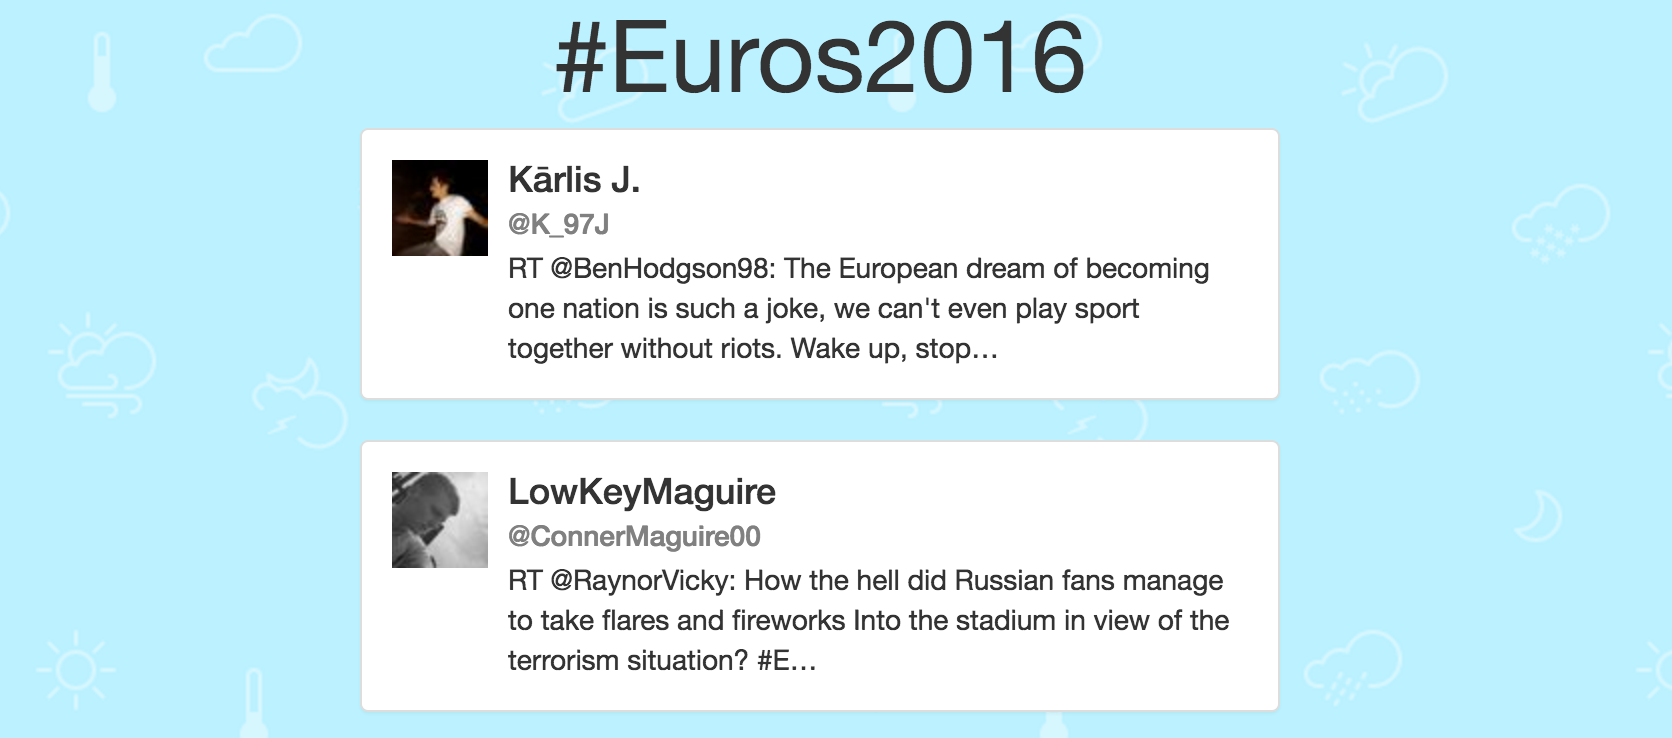 #Euros2016
Kārlis J.
@K_97J
RT @BenHodgson98: The European dream of becoming
one nation is such a joke, we can't even play sport
together without riots. Wake up, stop…
LowKeyMaguire
@ConnerMaguire00
RT @RaynorVicky: How the hell did Russian fans manage
to take flares and fireworks Into the stadium in view of the
terrorism situation? #E…